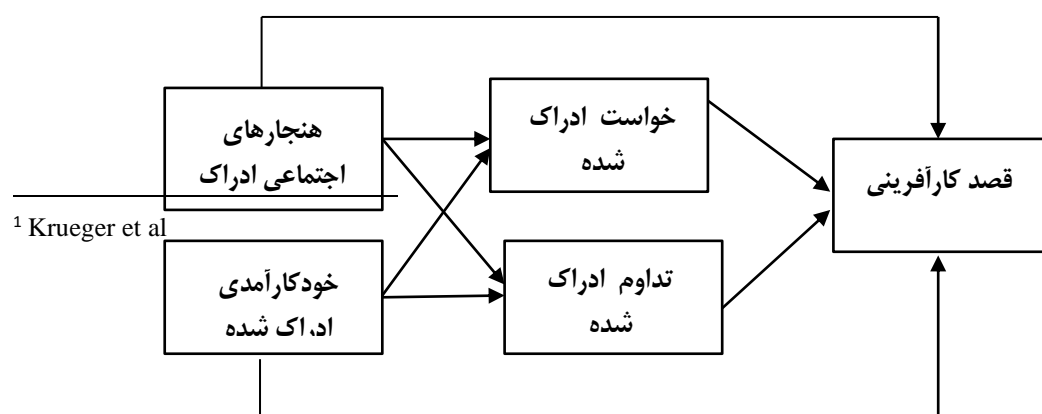 هنجارهای
اجتماعی ادراک
خواست ادراک
شده
قصد کارآفرینی
خودکارآمدی
ادراک شده
تداوم ادراک
شده
¹ Krueger et al